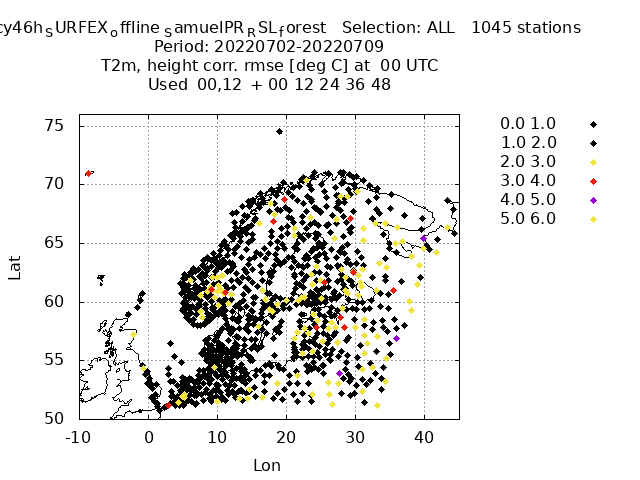 cy46hSURFEXoffline SamuelPRRSLforest Selection: ALL 1045 stations
Period: 20220702-20220709
T2m, height corr. rmse [deg C] at 00 UTC
Used 00,12 + 00 12 24 36 48
0.0 1.0
1.0 2.0
2.0 3.0
3.0 4.0
4.0 5.0
5.0 6.0
75
70
65
60
55
50
Lat
-10 0 10 20 30 40
Lon